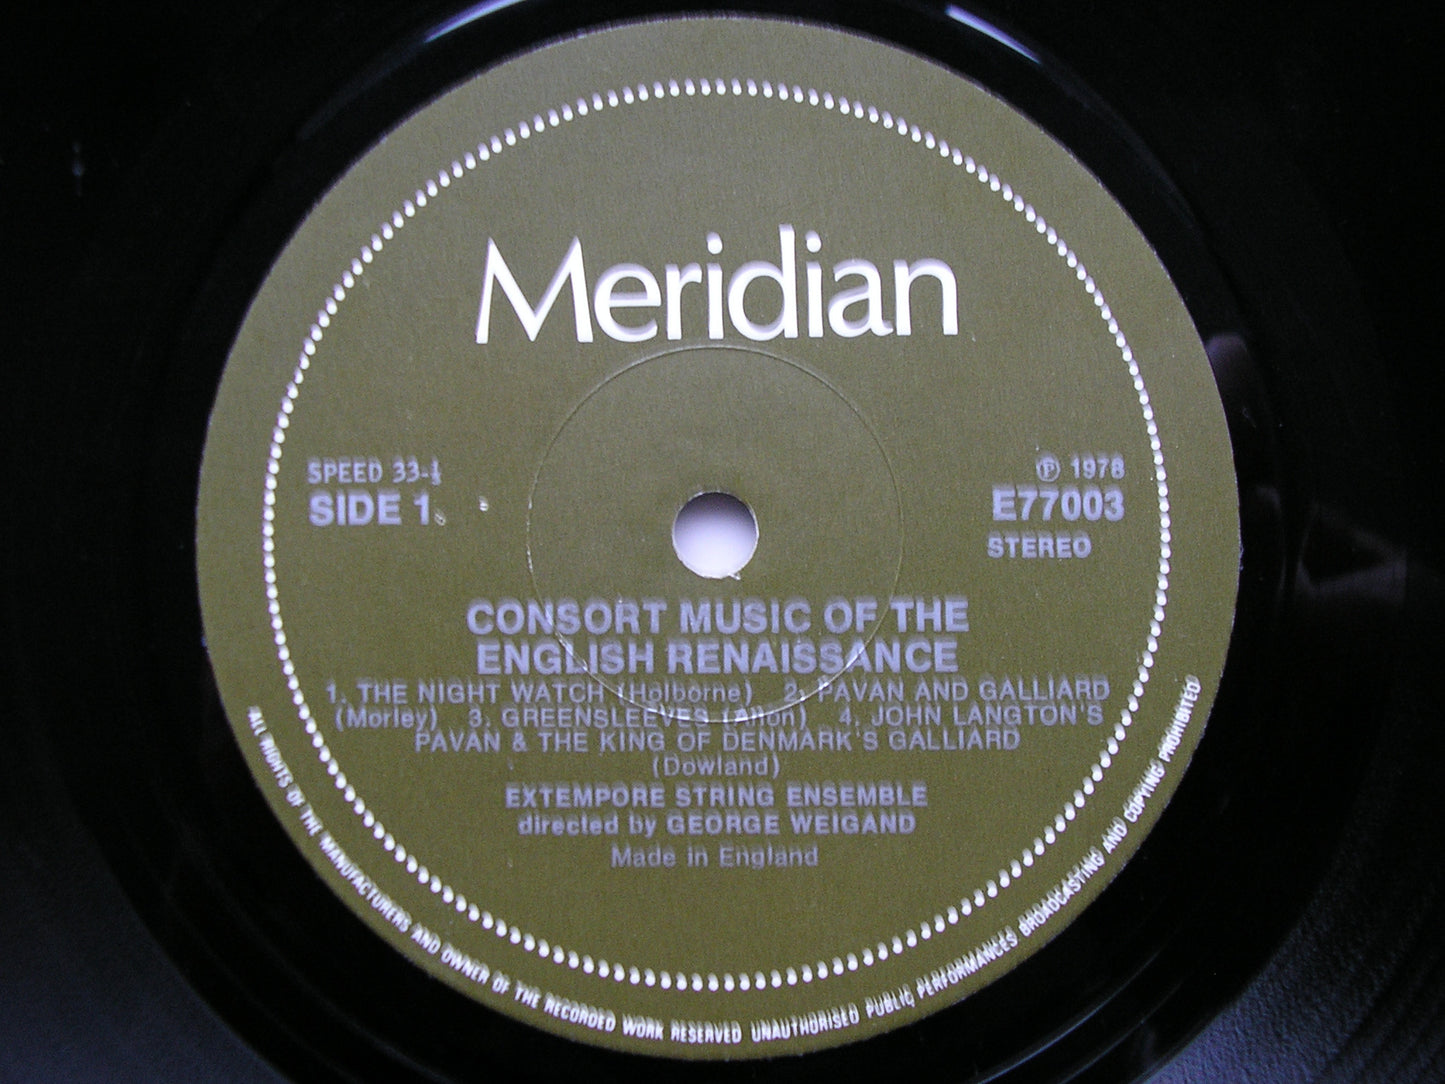 Meridian
SPEED 33-⅓
SIDE 1
Ⓟ 1978
E77003
STEREO
CONSORT MUSIC OF THE
ENGLISH RENAISSANCE
1. THE NIGHT WATCH (Holborne) 2. PAVAN AND GALLIARD
(Morley) 3. GREENSLEEVES (Allon) 4. JOHN LANGTON'S
PAVAN & THE KING OF DENMARK'S GALLIARD
(Dowland)
EXTEMPORE STRING ENSEMBLE
directed by GEORGE WEIGAND
Made in England
ALL RIGHTS OF THE MANUFACTURERS AND OWNER OF THE RECORDED WORK RESERVED UNAUTHORISED PUBLIC PERFORMANCES BROADCASTING AND COPYING PROHIBITED